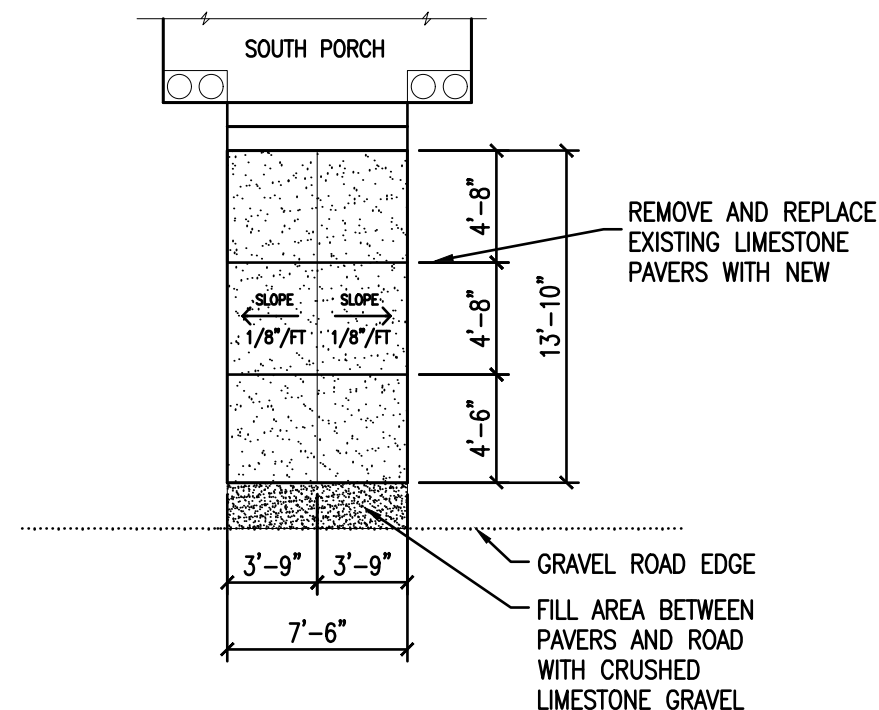 SOUTH PORCH
4'-8"
REMOVE AND REPLACE
EXISTING LIMESTONE
PAVERS WITH NEW
SLOPE
1/8"/FT
SLOPE
1/8"/FT
4'-8"
13'-10"
4'-6"
3'-9"
3'-9"
7'-6"
GRAVEL ROAD EDGE
FILL AREA BETWEEN
PAVERS AND ROAD
WITH CRUSHED
LIMESTONE GRAVEL